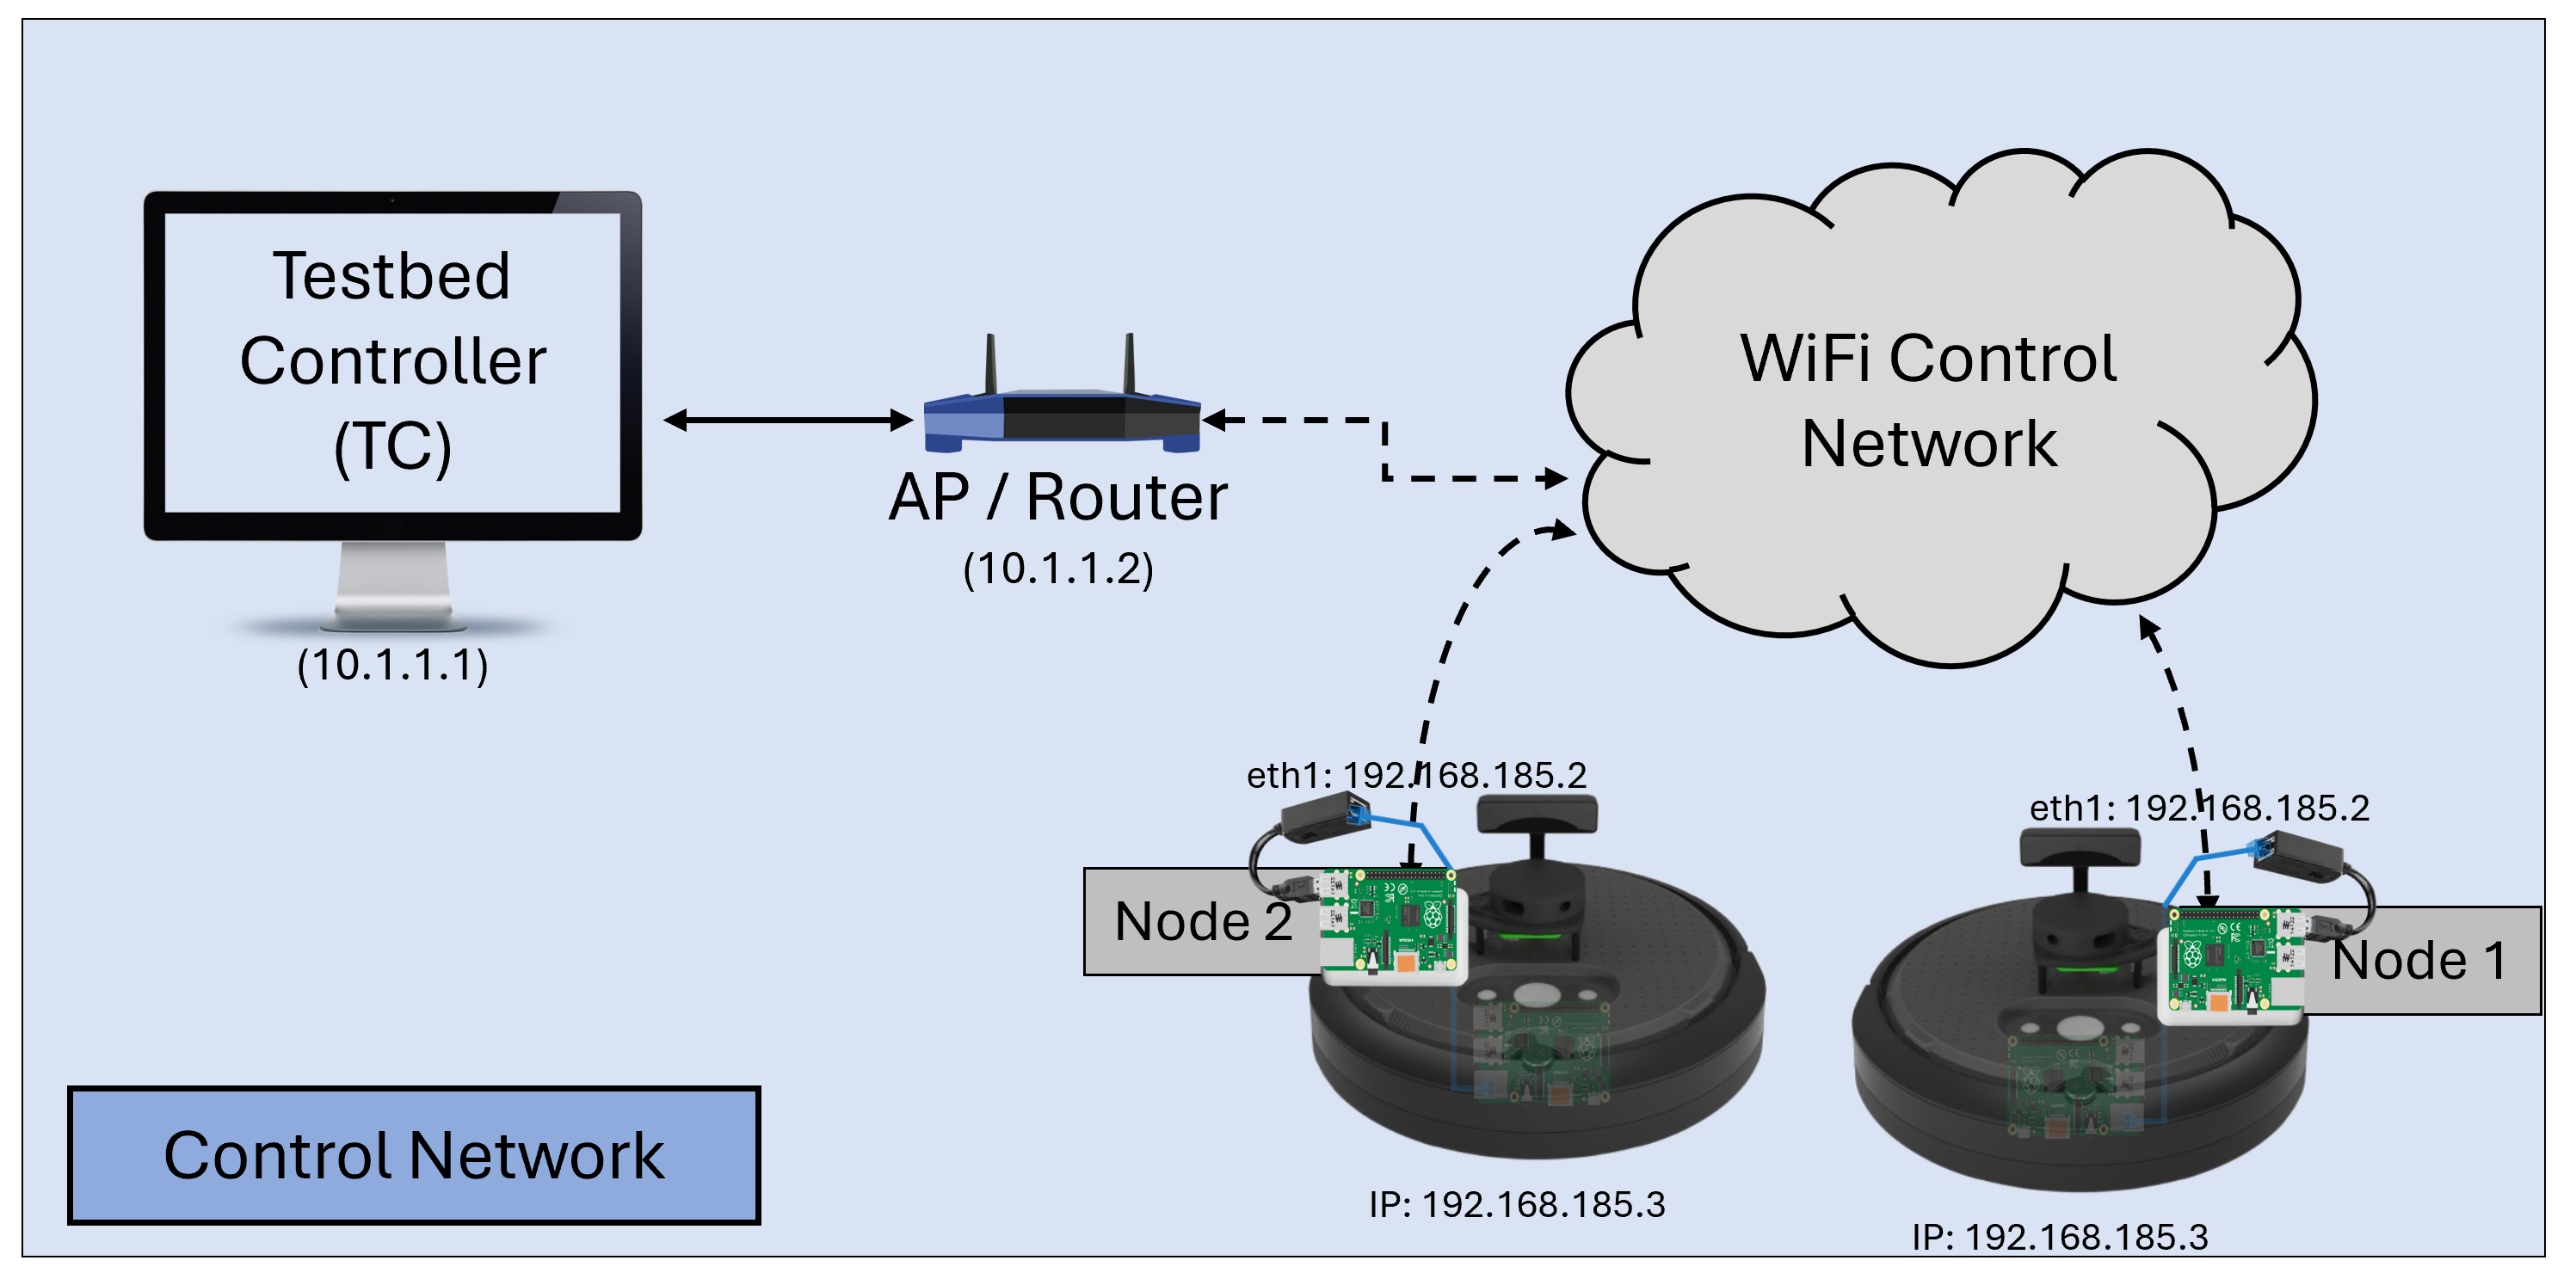 Testbed
Controller
(TC)
(10.1.1.1)
AP / Router
(10.1.1.2)
WiFi Control
Network
eth1: 192.168.185.2
Node 2
IP: 192.168.185.3
eth1: 192.168.185.2
Node 1
IP: 192.168.185.3
Control Network